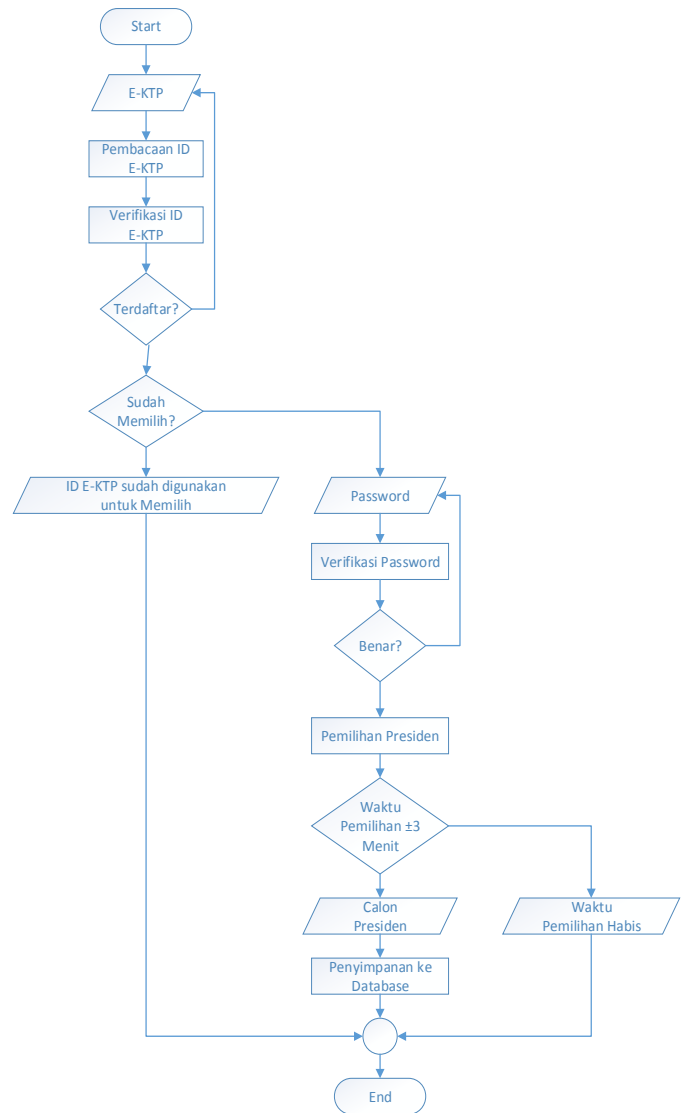 Start
E-KTP
Pembacaan ID
E-KTP
Verifikasi ID
E-KTP
Terdaftar?
Sudah
Memilih?
ID E-KTP sudah digunakan
untuk Memilih
Password
Verifikasi Password
Benar?
Pemilihan Presiden
Waktu
Pemilihan ±3
Menit
Calon
Presiden
Waktu
Pemilihan Habis
Penyimpanan ke
Database
End